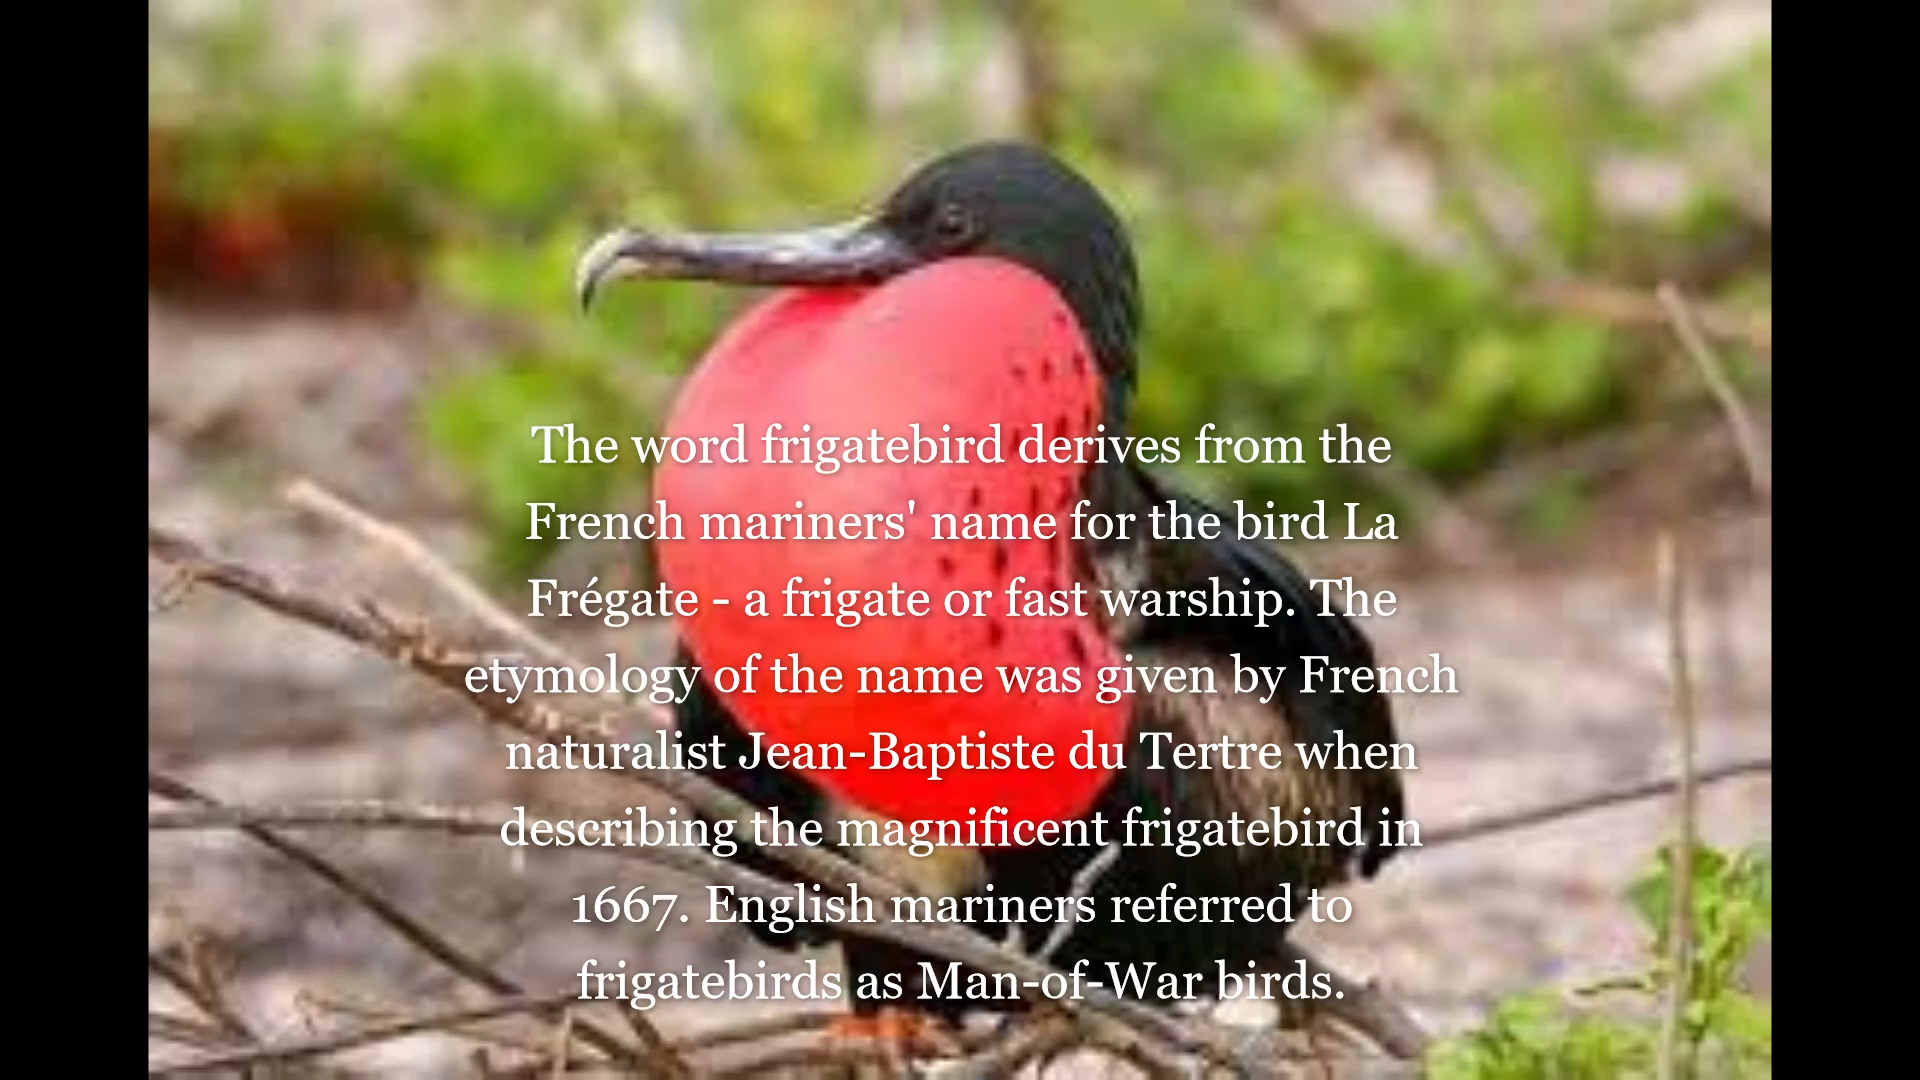 The word frigatebird derives from the
French mariners' name for the bird La
Frégate - a frigate or fast warship. The
etymology of the name was given by French
naturalist Jean-Baptiste du Tertre when
describing the magnificent frigatebird in
1667. English mariners referred to
frigatebirds as Man-of-War birds.